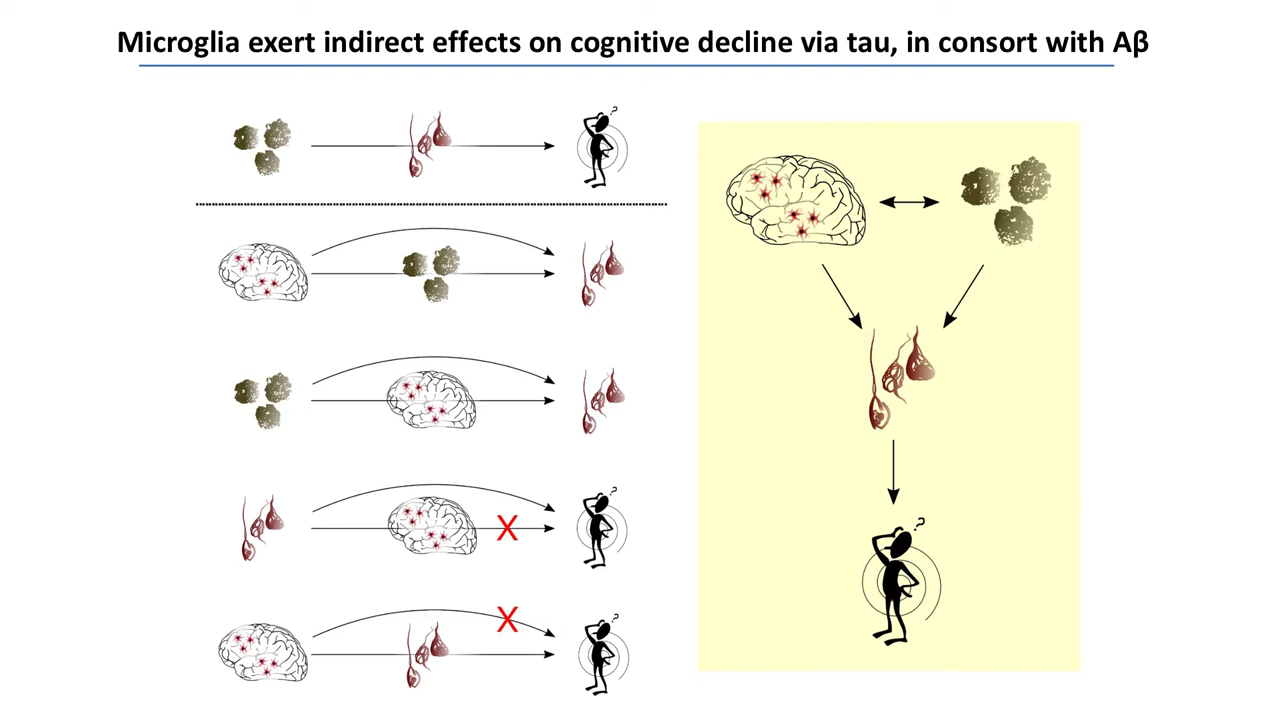 Microglia exert indirect effects on cognitive decline via tau, in consort with Aβ
?
?
X
?
X
?
?